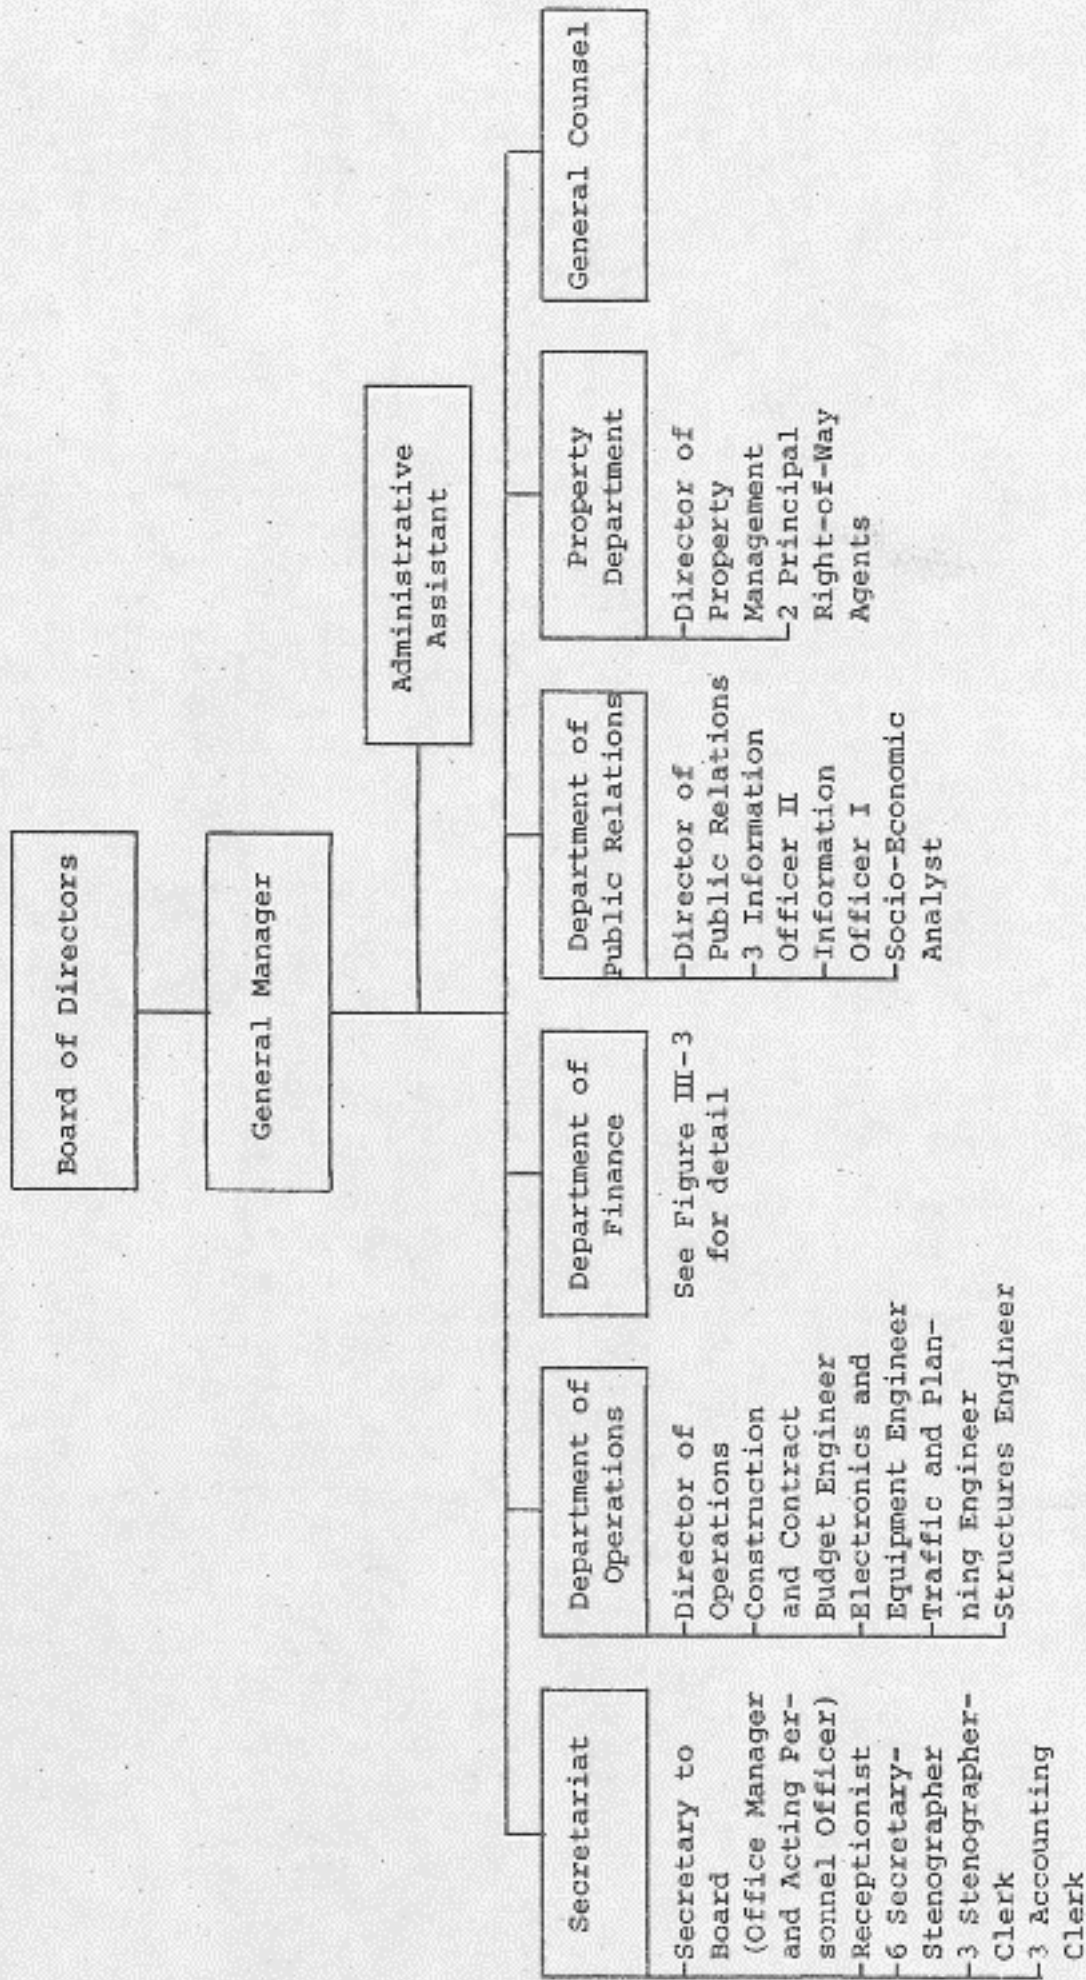 Board of Directors
General Manager
Administrative
Assistant
Secretariat
-Secretary to
Board
(Office Manager
and Acting Per-
sonnel Officer)
-Receptionist
-6 Secretary-
Stenographer
-3 Stenographer-
Clerk
-3 Accounting
Clerk
Department of
Operations
-Director of
Operations
-Construction
and Contract
Budget Engineer
-Electronics and
Equipment Engineer
-Traffic and Plan-
ning Engineer
-Structures Engineer
Department of
Finance
See Figure III-3
for detail
Department of
Public Relations
-Director of
Public Relations
-3 Information
Officer II
-Information
Officer I
-Socio-Economic
Analyst
Property
Department
-Director of
Property
Management
-2 Principal
Right-of-Way
Agents
General Counsel